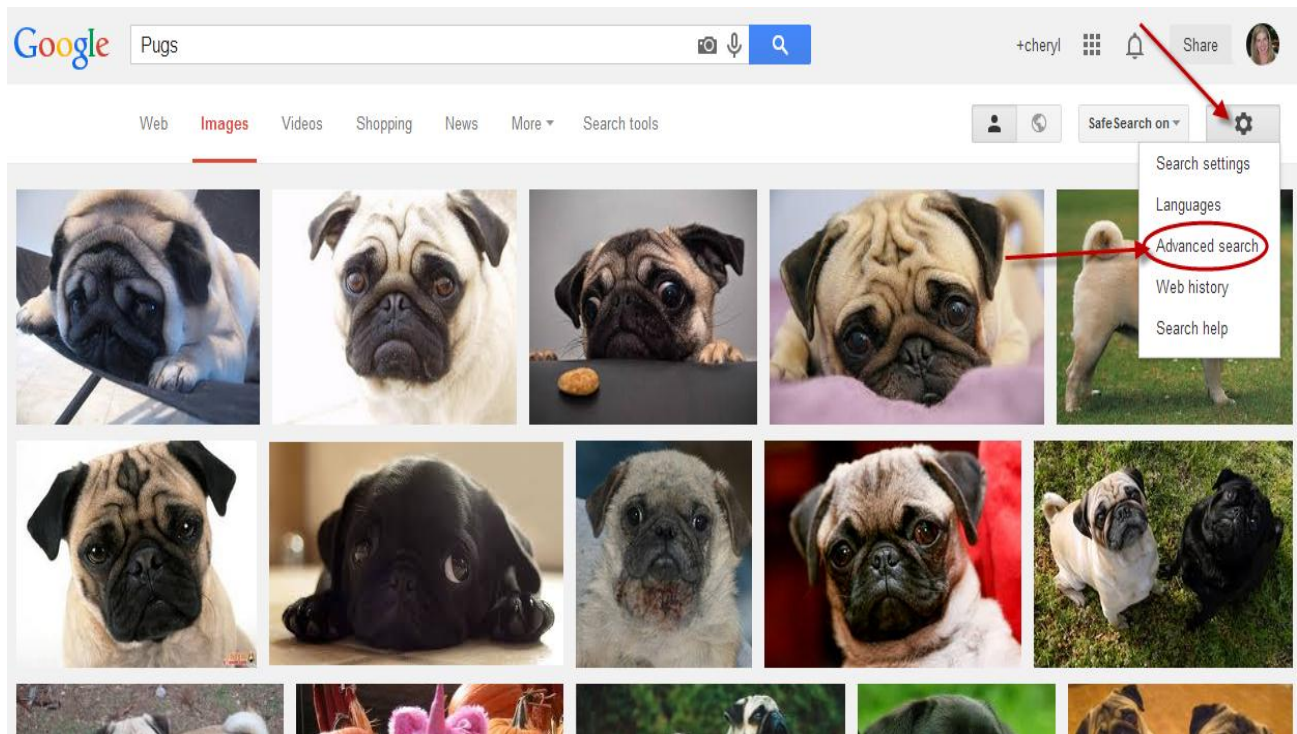 Google
Pugs
+cheryl
Share
Web Images Videos Shopping News More Search tools
SafeSearch on
Search settings
Languages
Advanced search
Web history
Search help